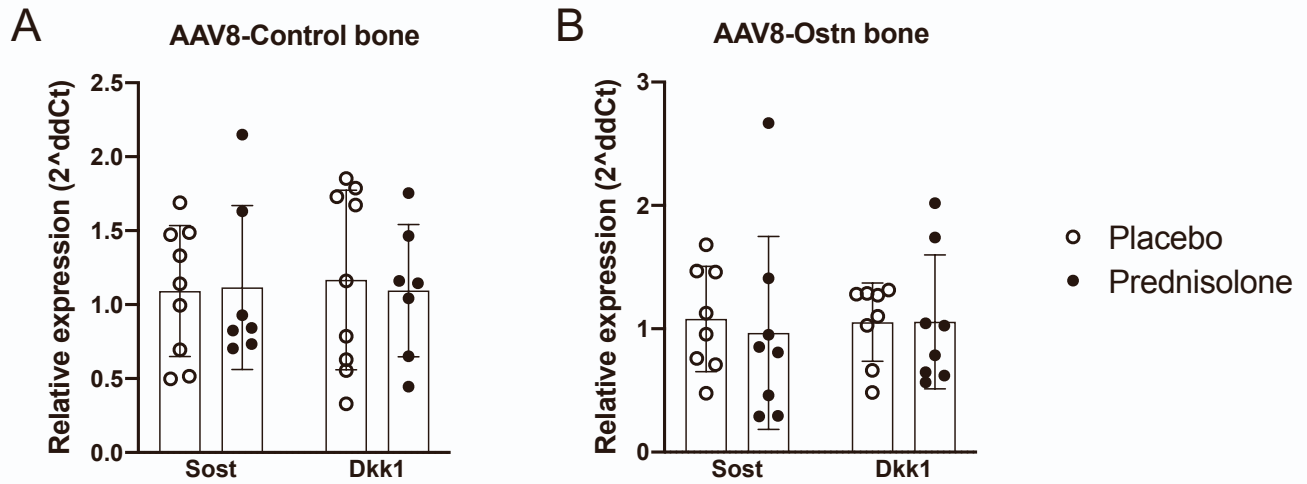 A
AAV8-Control bone
Relative expression (2^ddCt)
2.5
2.0
1.5
1.0
0.5
0.0
Sost
Dkk1
B
AAV8-Ostn bone
Relative expression (2^ddCt)
3
2
1
0
Sost
Dkk1
Placebo
Prednisolone